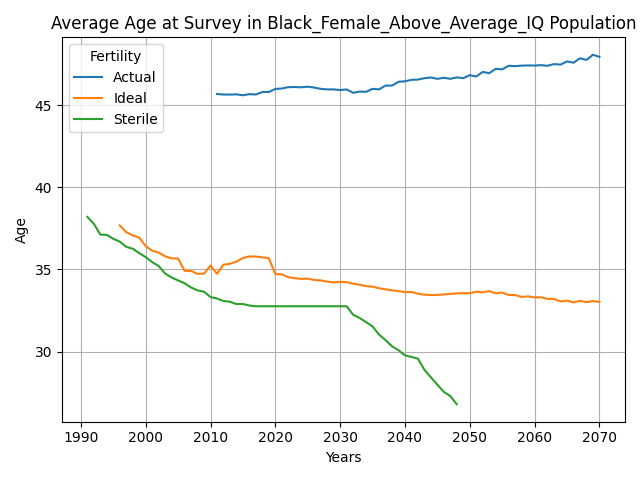 Average Age at Survey in Black_Female_Above_Average_IQ Population
Fertility
Actual
Ideal
Sterile
Age
45
40
35
30
1990 2000 2010 2020 2030 2040 2050 2060 2070
Years